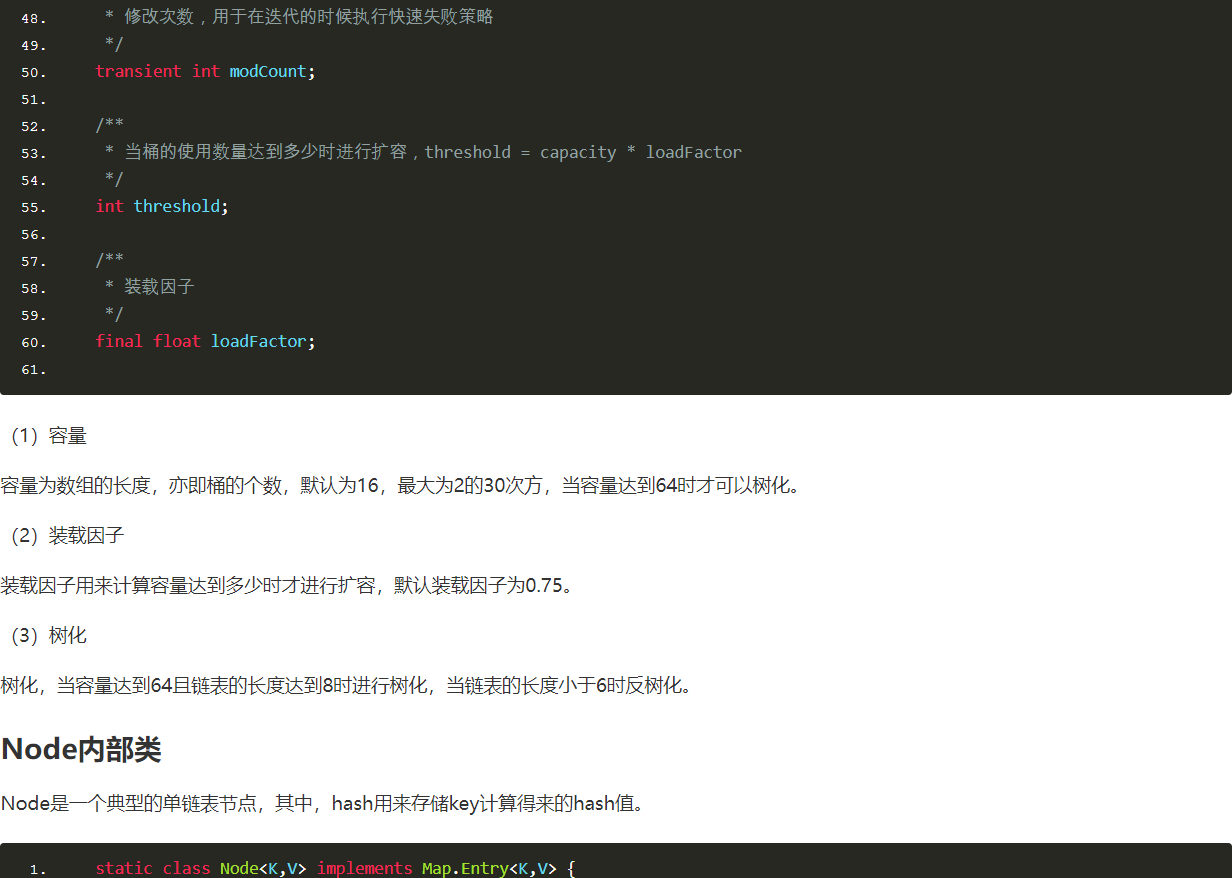 48. * 修改次数，用于在迭代的时候执行快速失败策略
49. */
50. transient int modCount;
51.
52. /**
53. * 当桶的使用数量达到多少时进行扩容，threshold = capacity * loadFactor
54. */
55. int threshold;
56.
57. /**
58. * 装载因子
59. */
60. final float loadFactor;
61.
（1）容量
容量为数组的长度，亦即桶的个数，默认为16，最大为2的30次方，当容量达到64时才可以树化。
（2）装载因子
装载因子用来计算容量达到多少时才进行扩容，默认装载因子为0.75。
（3）树化
树化，当容量达到64且链表的长度达到8时进行树化，当链表的长度小于6时反树化。
Node内部类
Node是一个典型的单链表节点，其中，hash用来存储key计算得来的hash值。
1. static class Node<K,V> implements Map.Entry<K,V> {